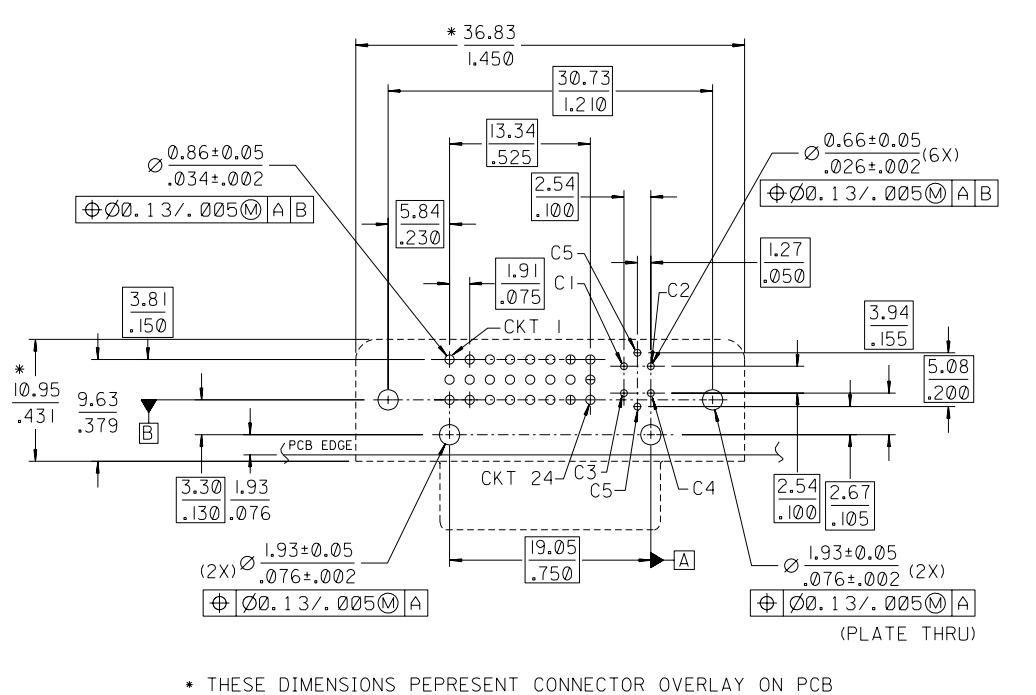 * 36.83
1.450
30.73
1.210
13.34
.525
Ø 0.86±0.05
.034±.002
⌖Ø0.13/.005Ⓜ A B
Ø 0.66±0.05
.026±.002 (6X)
⌖Ø0.13/.005Ⓜ A B
2.54
.100
5.84
.230
1.27
.050
C5
C1
C2
1.91
.075
3.81
.150
CKT 1
3.94
.155
5.08
.200
*
10.95
.431
9.63
.379
B
PCB EDGE
CKT 24
C3
C5
C4
3.30
.130
1.93
.076
2.54
.100
2.67
.105
19.05
.750
A
(2X) Ø 1.93±0.05
.076±.002
⌖ Ø0.13/.005Ⓜ A
Ø 1.93±0.05
.076±.002 (2X)
⌖ Ø0.13/.005Ⓜ A
(PLATE THRU)
* THESE DIMENSIONS PEPRESENT CONNECTOR OVERLAY ON PCB